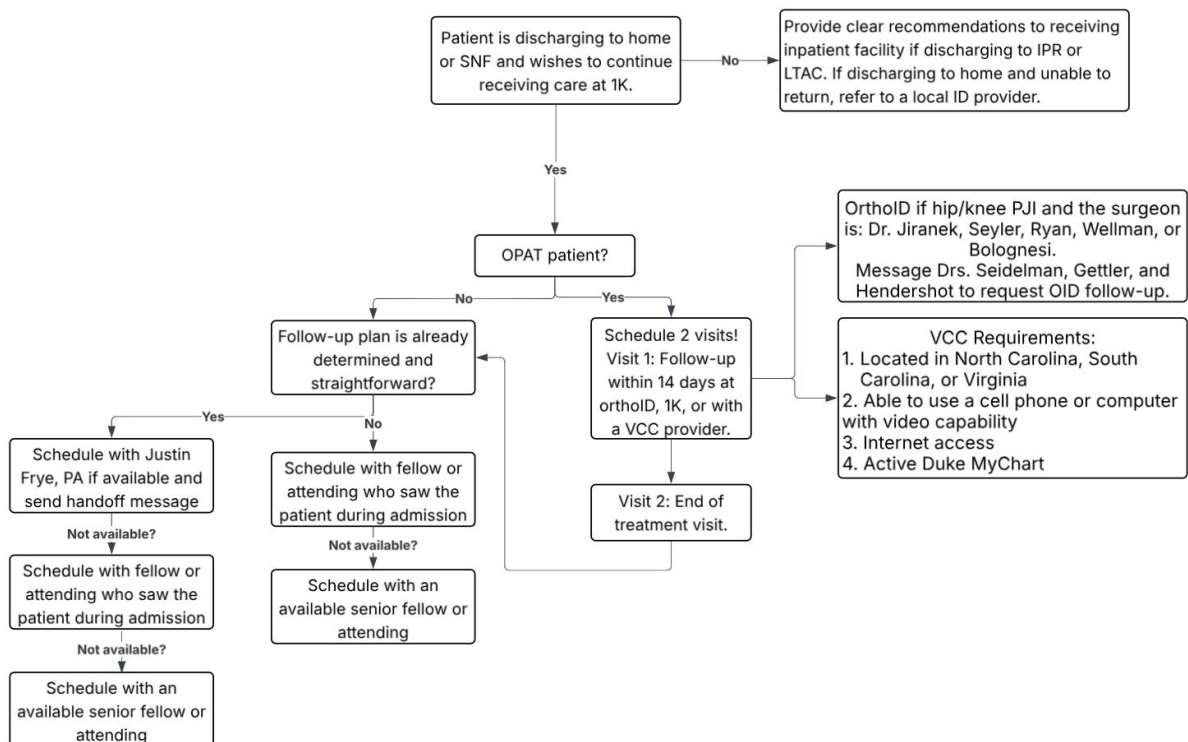 Patient is discharging to home
or SNF and wishes to continue
receiving care at 1K.
No
Provide clear recommendations to receiving
inpatient facility if discharging to IPR or
LTAC. If discharging to home and unable to
return, refer to a local ID provider.
Yes
OPAT patient?
No
Yes
OrthoID if hip/knee PJI and the surgeon
is: Dr. Jiranek, Seyler, Ryan, Wellman, or
Bolognesi.
Message Drs. Seidelman, Gettler, and
Hendershot to request OID follow-up.
Follow-up plan is already
determined and
straightforward?
Schedule 2 visits!
Visit 1: Follow-up
within 14 days at
orthoID, 1K, or with
a VCC provider.
VCC Requirements:
1. Located in North Carolina, South
Carolina, or Virginia
2. Able to use a cell phone or computer
with video capability
3. Internet access
4. Active Duke MyChart
Yes
No
Schedule with Justin
Frye, PA if available and
send handoff message
Schedule with fellow or
attending who saw the
patient during admission
Visit 2: End of
treatment visit.
Not available?
Not available?
Schedule with fellow or
attending who saw the
patient during admission
Schedule with an
available senior fellow or
attending
Not available?
Schedule with an
available senior fellow or
attending